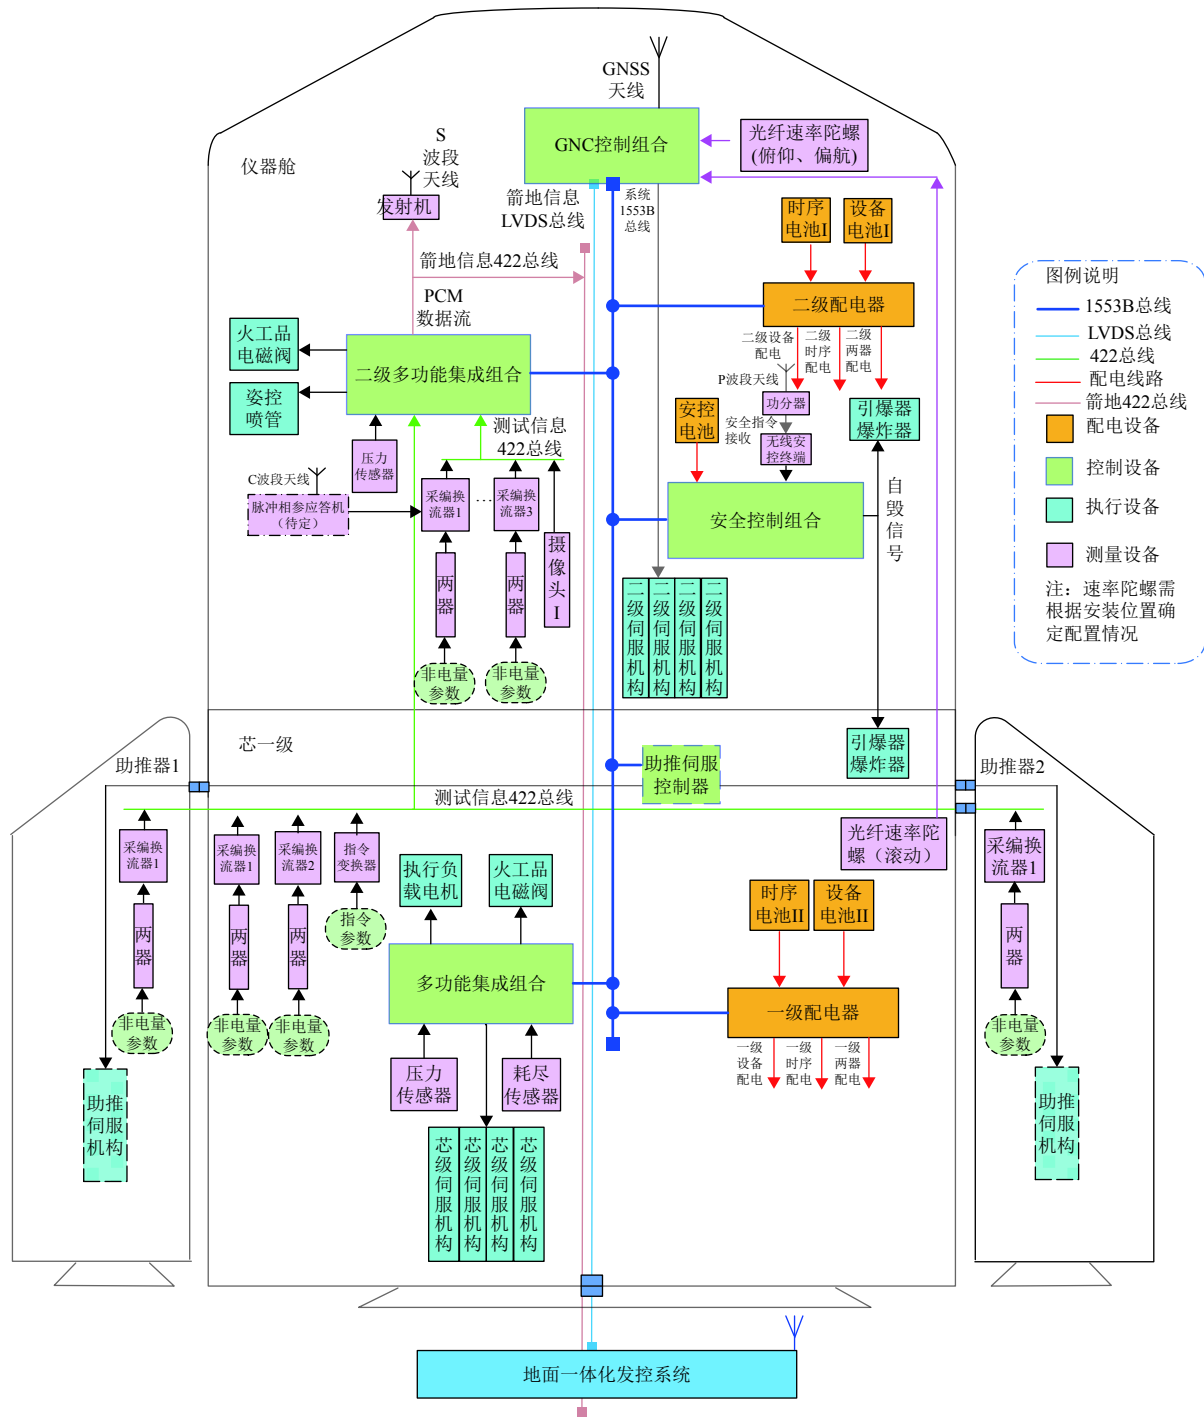 GNSS
天线
GNC控制组合
光纤速率陀螺
(俯仰、偏航)
仪器舱
S
波段
天线
发射机
箭地信息
LVDS总线
系统
1553B
总线
时序
电池I
设备
电池I
箭地信息422总线
PCM
数据流
二级配电器
火工品
电磁阀
二级多功能集成组合
姿控
喷管
二级设备
配电
二级
时序
配电
二级
两器
配电
P波段天线
功分器
安控
电池
安全指令
接收
无线安
控终端
引爆器
爆炸器
测试信息
422总线
压力
传感器
C波段天线
脉冲相参应答机
（待定）
采编换
流器1
…
采编换
流器3
摄像头I
两器
两器
非电量
参数
非电量
参数
安全控制组合
自毁信号
二级伺服机构
二级伺服机构
二级伺服机构
二级伺服机构
图例说明
1553B总线
LVDS总线
422总线
配电线路
箭地422总线
配电设备
控制设备
执行设备
测量设备
注：速率陀螺需
根据安装位置确
定配置情况
芯一级
助推器1
助推伺服
控制器
引爆器
爆炸器
助推器2
测试信息422总线
采编换
流器1
采编换
流器1
采编换
流器2
指令
变换器
执行负
载电机
火工品
电磁阀
光纤速率陀
螺（滚动）
采编换
流器1
两器
两器
两器
指令
参数
时序
电池II
设备
电池II
两器
多功能集成组合
一级配电器
非电量
参数
非电量
参数
非电量
参数
非电量
参数
压力
传感器
耗尽
传感器
一级
设备
配电
一级
时序
配电
一级
两器
配电
助推
伺服
机构
芯级伺服机构
芯级伺服机构
芯级伺服机构
芯级伺服机构
助推
伺服
机构
地面一体化发控系统